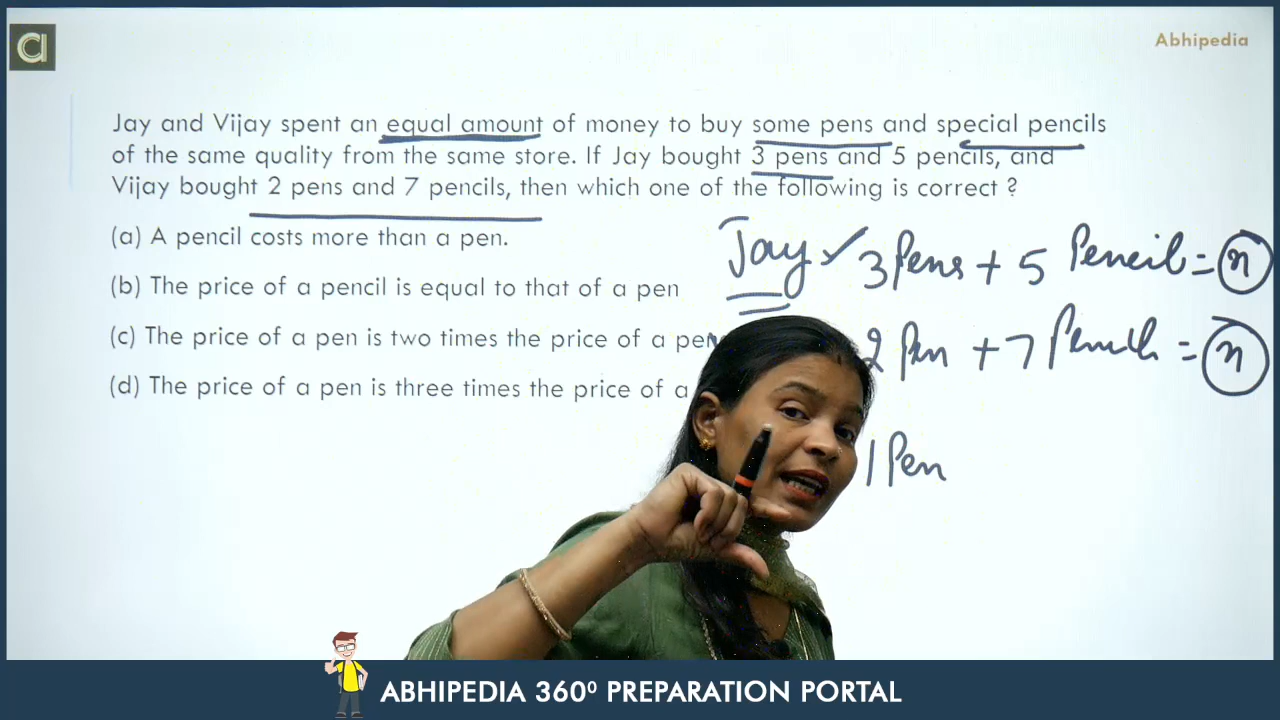 Abhipedia
Jay and Vijay spent an equal amount of money to buy some pens and special pencils
of the same quality from the same store. If Jay bought 3 pens and 5 pencils, and
Vijay bought 2 pens and 7 pencils, then which one of the following is correct ?
(a) A pencil costs more than a pen.
(b) The price of a pencil is equal to that of a pen
(c) The price of a pen is two times the price of a
(d) The price of a pen is three times the price of a
Jay ✓ 3 Pens + 5 Pencil = n
2 Pen + 7 = n
1 Pen
ABHIPEDIA 360⁰ PREPARATION PORTAL